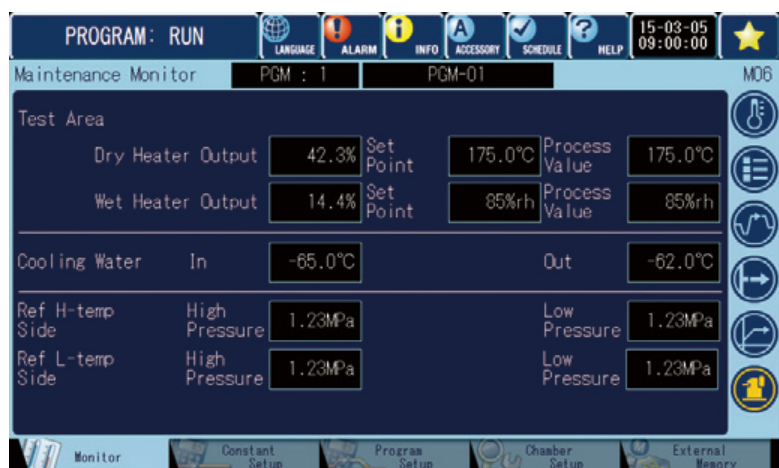 PROGRAM: RUN
LANGUAGE
ALARM
INFO
ACCESSORY
SCHEDULE
HELP
15-03-05
09:00:00
Maintenance Monitor
PGM : 1
PGM-01
M06
Test Area
Dry Heater Output 42.3% Set Point 175.0°C Process Value 175.0°C
Wet Heater Output 14.4% Set Point 85%rh Process Value 85%rh
Cooling Water In -65.0°C Out -62.0°C
Ref H-temp Side High Pressure 1.23MPa Low Pressure 1.23MPa
Ref L-temp Side High Pressure 1.23MPa Low Pressure 1.23MPa
Monitor
Constant Setup
Program Setup
Chamber Setup
External Memory